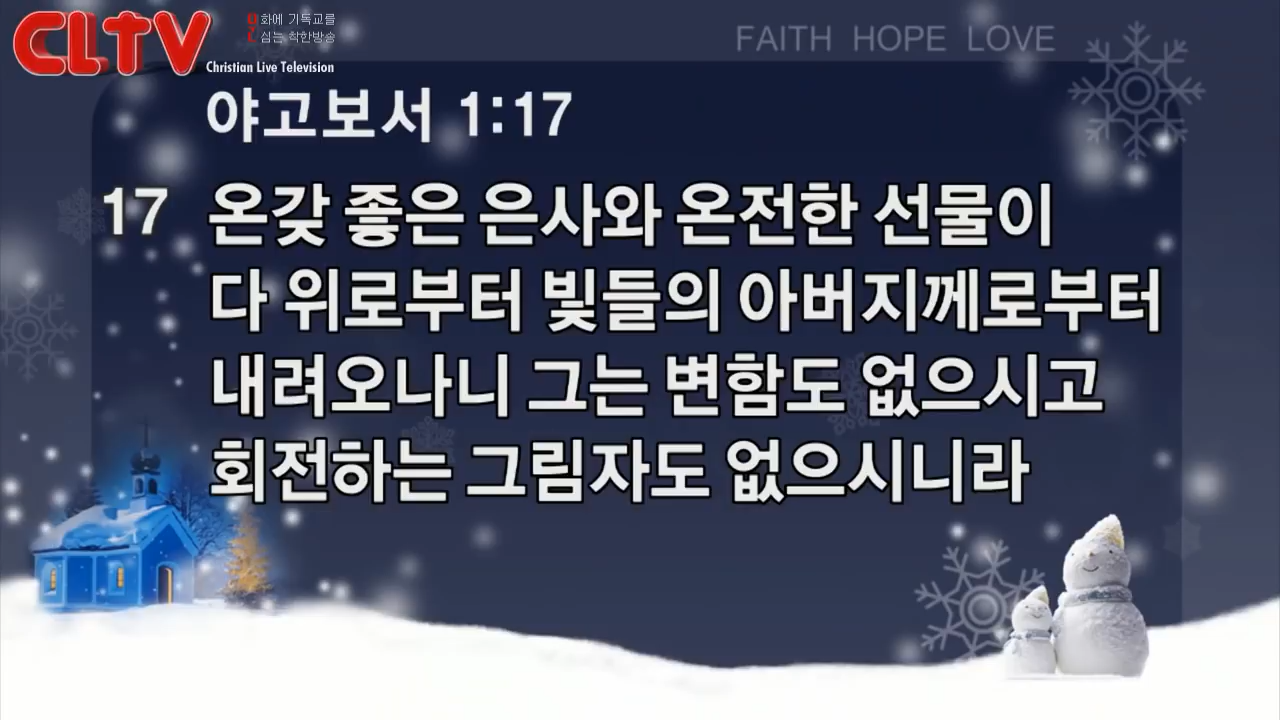 CLTV
화에 기독교를
심는 착한방송
Christian Live Television
FAITH HOPE LOVE
야고보서 1:17
17 온갖 좋은 은사와 온전한 선물이
다 위로부터 빛들의 아버지께로부터
내려오나니 그는 변함도 없으시고
회전하는 그림자도 없으시니라